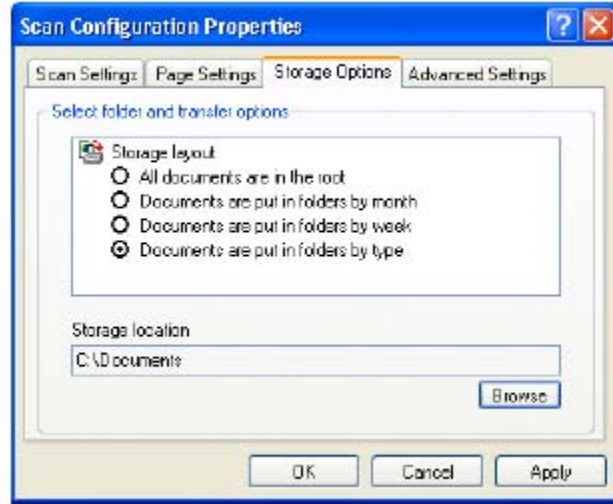 Scan Configuration Properties
Scan Settings Page Settings Storage Options Advanced Settings
Select folder and transfer options
Storage layout
All documents are in the root
Documents are put in folders by month
Documents are put in folders by week
Documents are put in folders by type
Storage location
C:\Documents
Browse
OK Cancel Apply